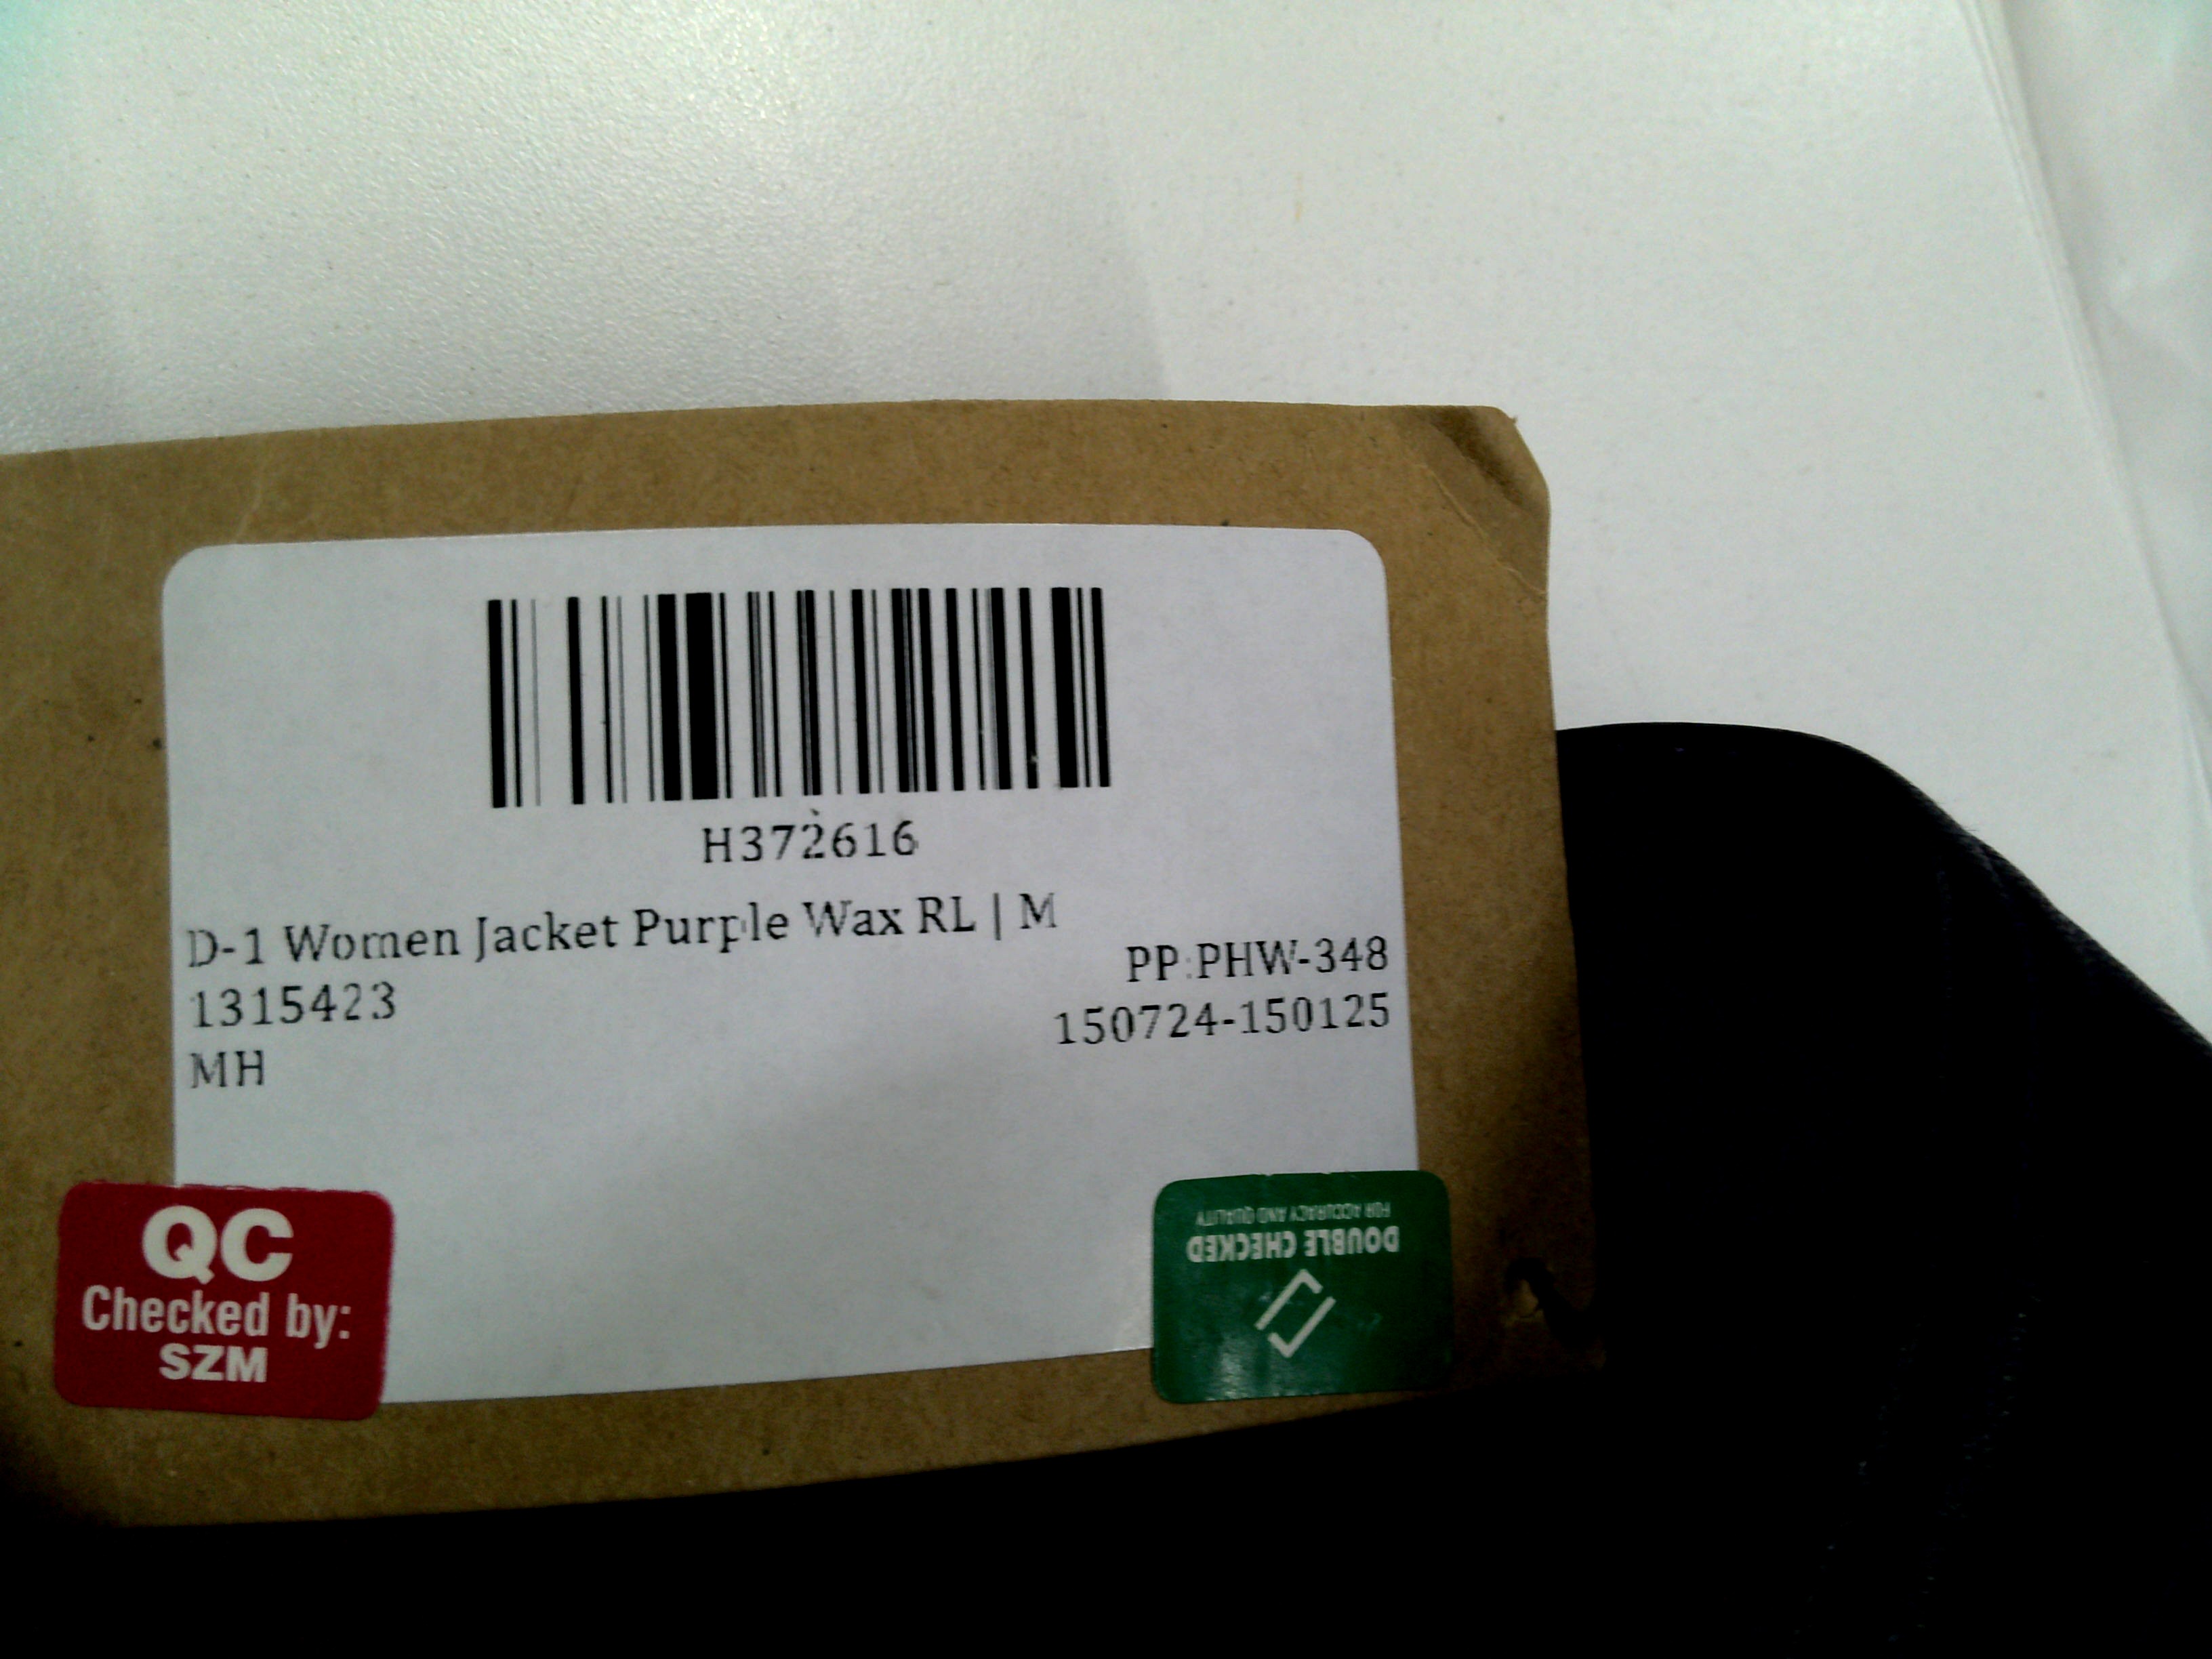 H372616
D-1 Women Jacket Purple Wax RL | M
PP:PHW-348
1315423
150724-150125
MH
QC
Checked by:
SZM
DOUBLE CHECKED
FOR ACCURACY AND QUALITY